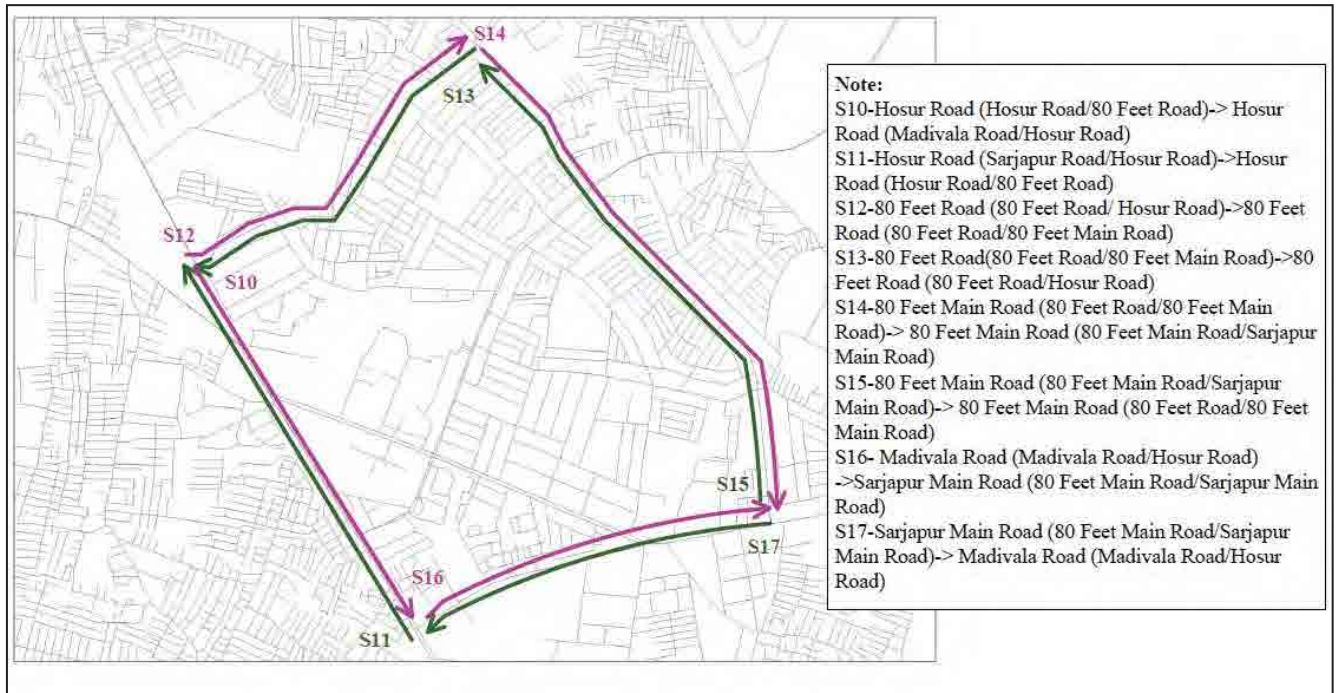 S14
S13
S12
S10
S15
S17
S16
S11
Note:
S10-Hosur Road (Hosur Road/80 Feet Road)-> Hosur
Road (Madivala Road/Hosur Road)
S11-Hosur Road (Sarjapur Road/Hosur Road)->Hosur
Road (Hosur Road/80 Feet Road)
S12-80 Feet Road (80 Feet Road/ Hosur Road)->80 Feet
Road (80 Feet Road/80 Feet Main Road)
S13-80 Feet Road(80 Feet Road/80 Feet Main Road)->80
Feet Road (80 Feet Road/Hosur Road)
S14-80 Feet Main Road (80 Feet Road/80 Feet Main
Road)-> 80 Feet Main Road (80 Feet Main Road/Sarjapur
Main Road)
S15-80 Feet Main Road (80 Feet Main Road/Sarjapur
Main Road)-> 80 Feet Main Road (80 Feet Road/80 Feet
Main Road)
S16- Madivala Road (Madivala Road/Hosur Road)
->Sarjapur Main Road (80 Feet Main Road/Sarjapur Main
Road)
S17-Sarjapur Main Road (80 Feet Main Road/Sarjapur
Main Road)-> Madivala Road (Madivala Road/Hosur
Road)